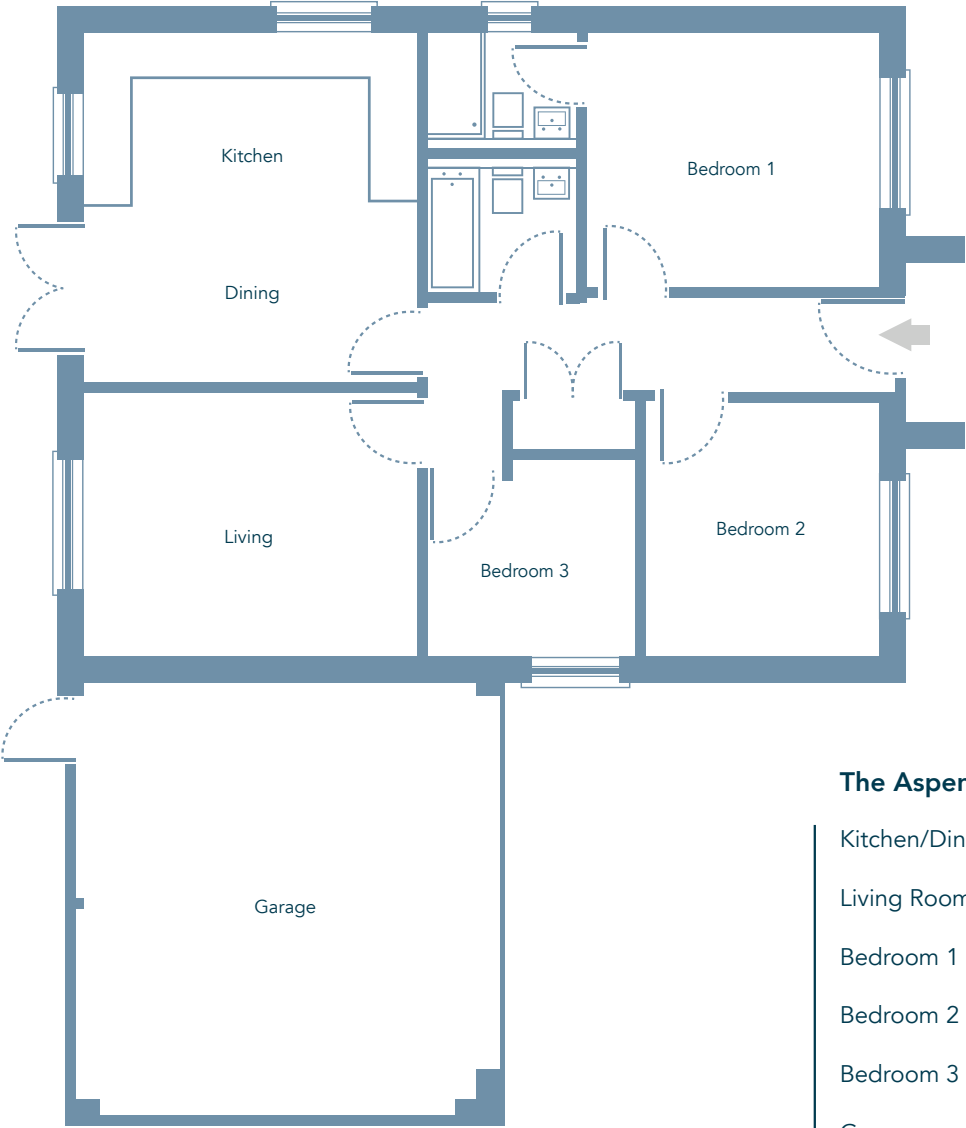 Kitchen
Bedroom 1
Dining
Living
Bedroom 2
Bedroom 3
Garage
The Aspen
Kitchen/Din
Living Room
Bedroom 1
Bedroom 2
Bedroom 3